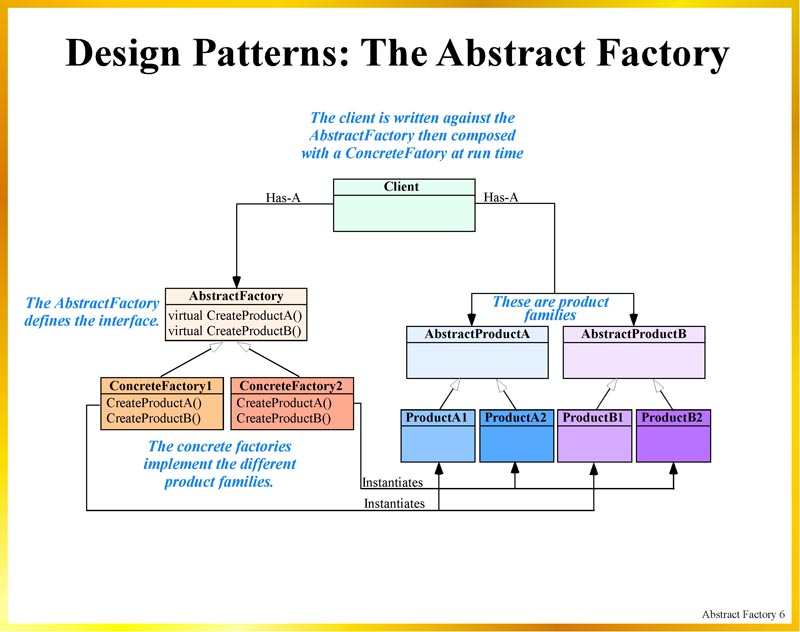 Design Patterns: The Abstract Factory
The client is written against the
AbstractFactory then composed
with a ConcreteFatory at run time
Client
Has-A
Has-A
The AbstractFactory
defines the interface.
AbstractFactory
virtual CreateProductA()
virtual CreateProductB()
These are product
families
AbstractProductA
AbstractProductB
ConcreteFactory1
CreateProductA()
CreateProductB()
ConcreteFactory2
CreateProductA()
CreateProductB()
ProductA1
ProductA2
ProductB1
ProductB2
The concrete factories
implement the different
product families.
Instantiates
Instantiates
Abstract Factory 6